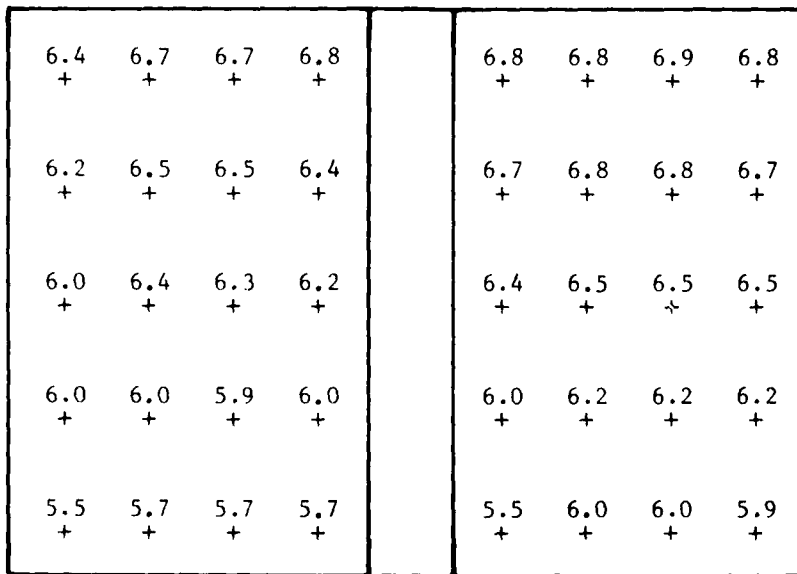 6.4 6.7 6.7 6.8 6.8 6.8 6.9 6.8
+ + + + + + + +
6.2 6.5 6.5 6.4 6.7 6.8 6.8 6.7
+ + + + + + + +
6.0 6.4 6.3 6.2 6.4 6.5 6.5 6.5
+ + + + + + + +
6.0 6.0 5.9 6.0 6.0 6.2 6.2 6.2
+ + + + + + + +
5.5 5.7 5.7 5.7 5.5 6.0 6.0 5.9
+ + + + + + + +